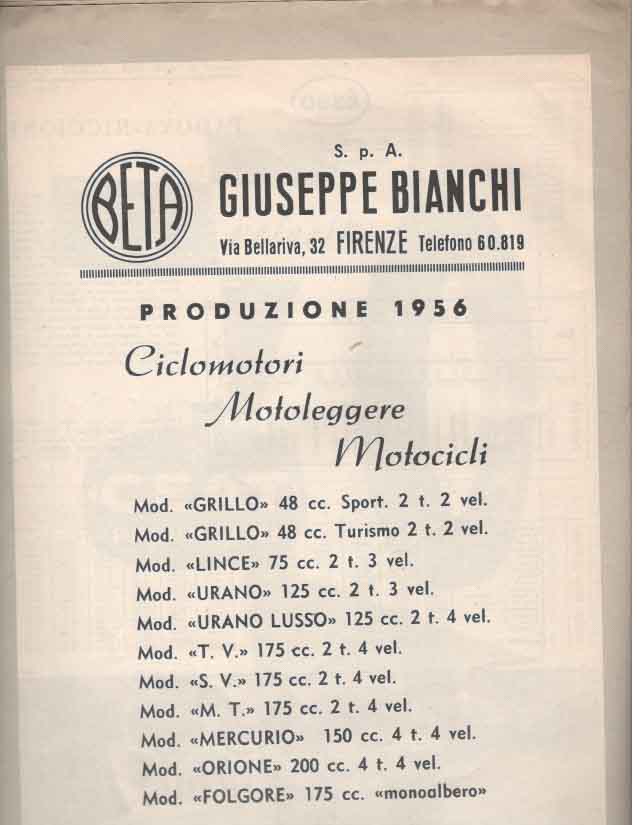 S. p. A.
BETA
GIUSEPPE BIANCHI
Via Bellariva, 32 FIRENZE Telefono 60.819
PRODUZIONE 1956
Ciclomotori
Motoleggere
Motocicli
Mod. «GRILLO» 48 cc. Sport. 2 t. 2 vel.
Mod. «GRILLO» 48 cc. Turismo 2 t. 2 vel.
Mod. «LINCE» 75 cc. 2 t. 3 vel.
Mod. «URANO» 125 cc. 2 t. 3 vel.
Mod. «URANO LUSSO» 125 cc. 2 t. 4 vel.
Mod. «T. V.» 175 cc. 2 t. 4 vel.
Mod. «S. V.» 175 cc. 2 t. 4 vel.
Mod. «M. T.» 175 cc. 2 t. 4 vel.
Mod. «MERCURIO» 150 cc. 4 t. 4 vel.
Mod. «ORIONE» 200 cc. 4 t. 4 vel.
Mod. «FOLGORE» 175 cc. «monoalbero»